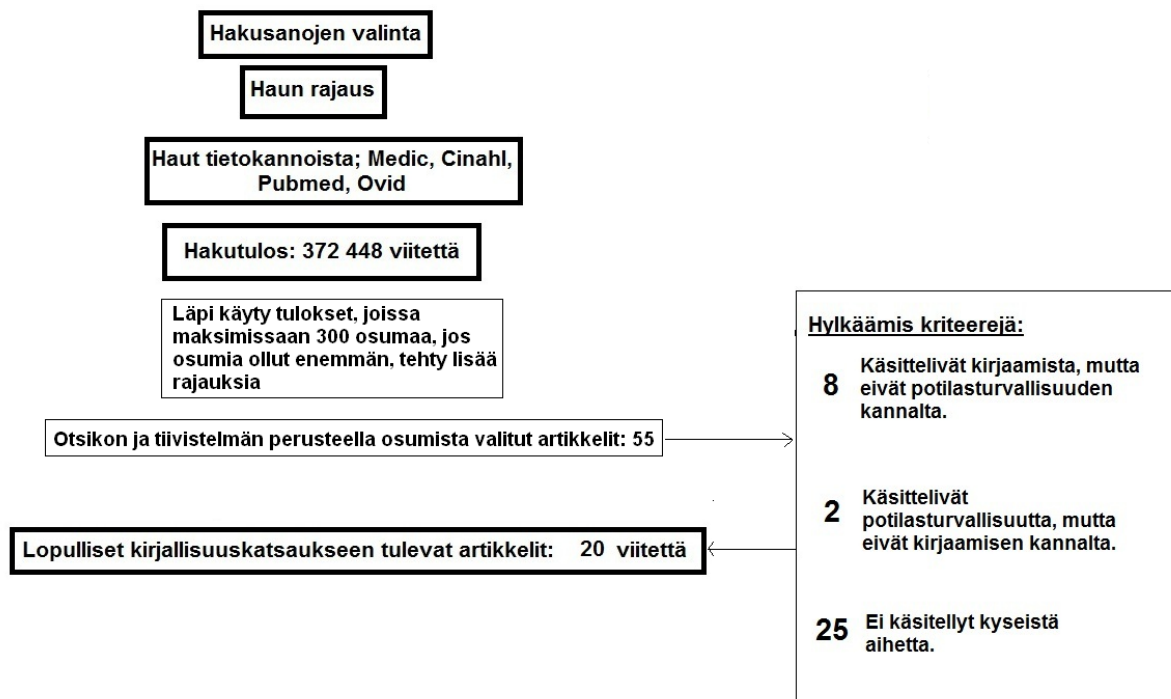 Hakusanojen valinta
Haun rajaus
Haut tietokannoista; Medic, Cinahl,
Pubmed, Ovid
Hakutulos: 372 448 viitettä
Läpi käyty tulokset, joissa
maksimissaan 300 osumaa, jos
osumia ollut enemmän, tehty lisää
rajauksia
Otsikon ja tiivistelmän perusteella osumista valitut artikkelit: 55
Lopulliset kirjallisuuskatsaukseen tulevat artikkelit: 20 viitettä
Hylkäämis kriteerejä:
8 Käsittelivät kirjaamista, mutta
eivät potilasturvallisuuden
kannalta.
2 Käsittelivät
potilasturvallisuutta, mutta
eivät kirjaamisen kannalta.
25 Ei käsitellyt kyseistä
aihetta.